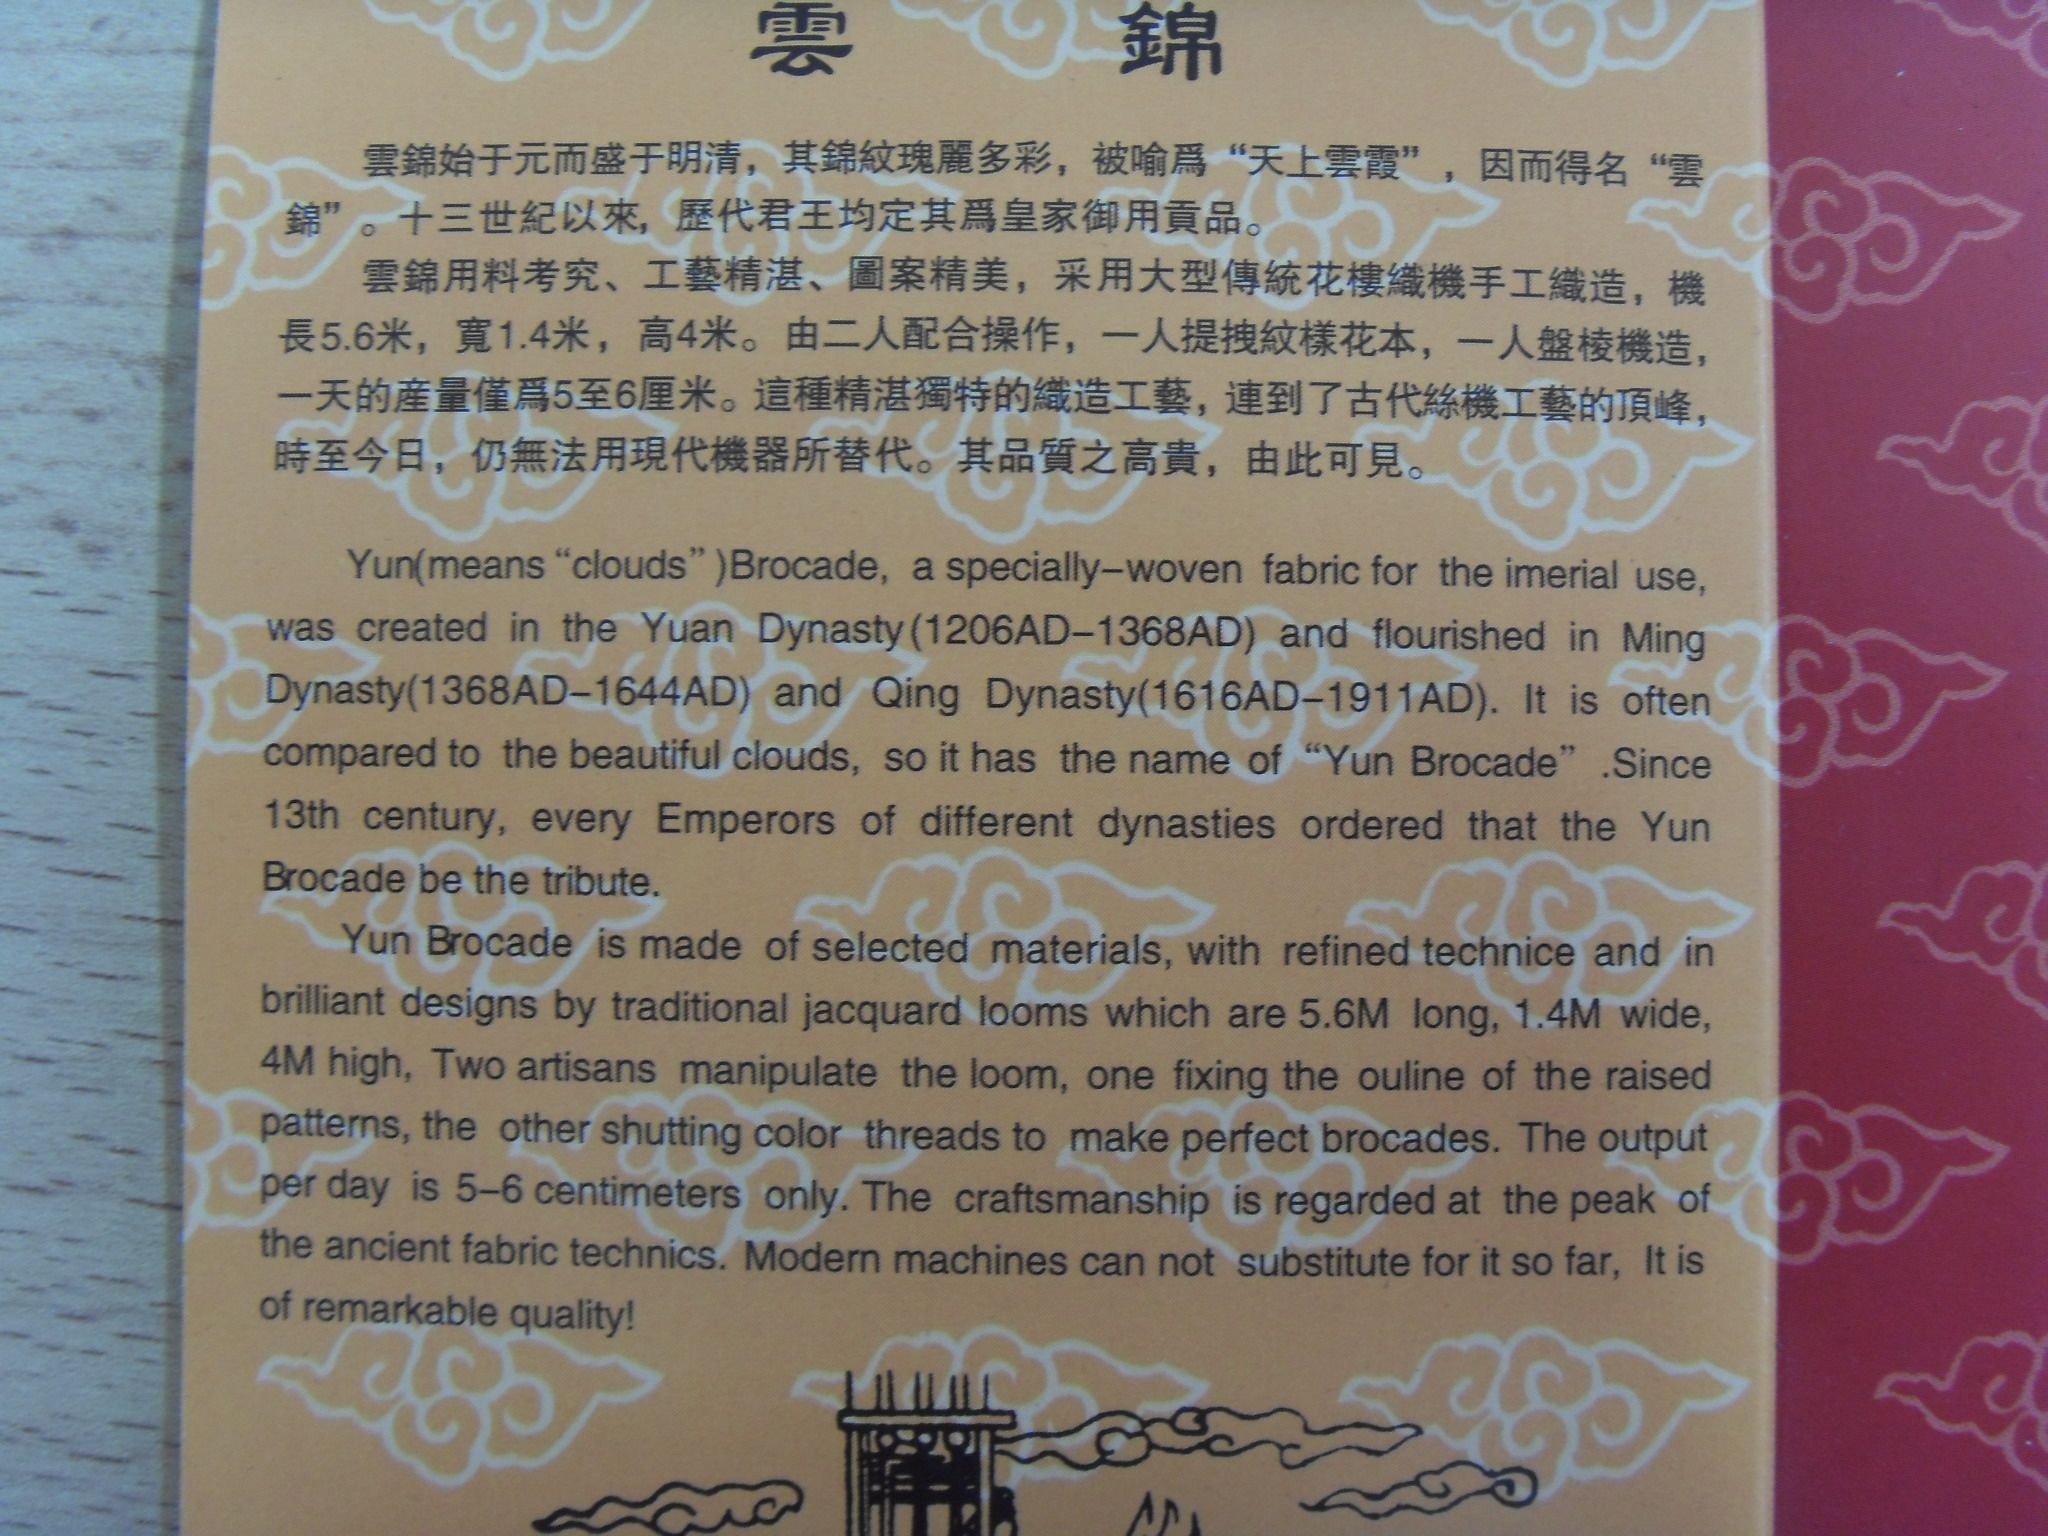 雲錦
雲錦始于元而盛于明清，其錦紋瑰麗多彩，被喻爲“天上雲霞”，因而得名“雲
錦”。十三世紀以來，歷代君王均定其爲皇家御用貢品。
雲錦用料考究、工藝精湛、圖案精美，采用大型傳統花樓織機手工織造，機
長5.6米，寬1.4米，高4米。由二人配合操作，一人提拽紋樣花本，一人盤棱機造，
一天的産量僅爲5至6厘米。這種精湛獨特的織造工藝，連到了古代絲機工藝的頂峰，
時至今日，仍無法用現代機器所替代。其品質之高貴，由此可見。
Yun(means “clouds” )Brocade, a specially–woven fabric for the imerial use,
was created in the Yuan Dynasty(1206AD–1368AD) and flourished in Ming
Dynasty(1368AD–1644AD) and Qing Dynasty(1616AD–1911AD). It is often
compared to the beautiful clouds, so it has the name of “Yun Brocade” .Since
13th century, every Emperors of different dynasties ordered that the Yun
Brocade be the tribute.
Yun Brocade is made of selected materials, with refined technice and in
brilliant designs by traditional jacquard looms which are 5.6M long, 1.4M wide,
4M high, Two artisans manipulate the loom, one fixing the ouline of the raised
patterns, the other shutting color threads to make perfect brocades. The output
per day is 5–6 centimeters only. The craftsmanship is regarded at the peak of
the ancient fabric technics. Modern machines can not substitute for it so far, It is
of remarkable quality!